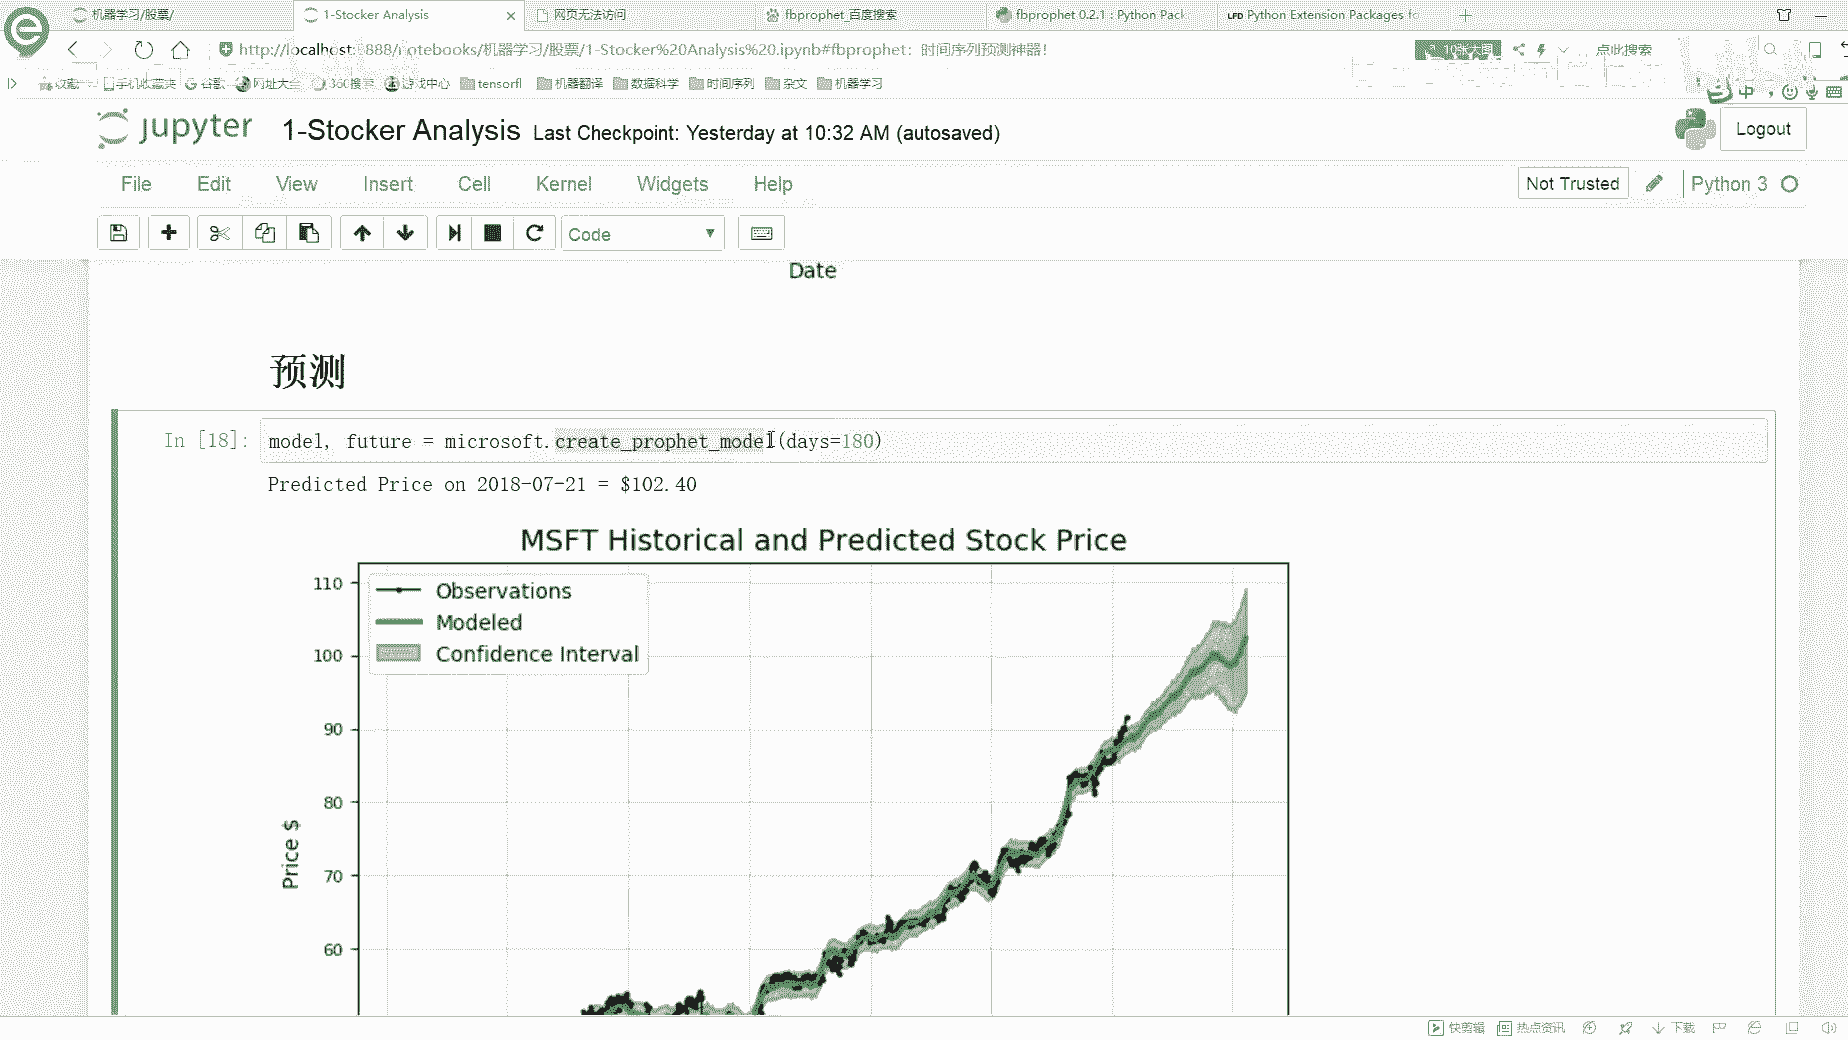 机器学习/股票/
1-Stocker Analysis
网页无法访问
fbprophet_百度搜索
fbprophet 0.2.1 : Python Pack
LFD Python Extension Packages fo
http://localhost:8888/notebooks/机器学习/股票/1-Stocker%20Analysis%20.ipynb#fbprophet：时间序列预测神器！
10张大图
点此搜索
收藏
手机收藏夹
谷歌
网址大全
360搜索
游戏中心
tensorfl
机器翻译
数据科学
时间序列
杂文
机器学习
中
jupyter
1-Stocker Analysis
Last Checkpoint: Yesterday at 10:32 AM (autosaved)
Logout
File
Edit
View
Insert
Cell
Kernel
Widgets
Help
Not Trusted
Python 3
Code
Date
预测
In [18]:
model, future = microsoft.create_prophet_model(days=180)
Predicted Price on 2018-07-21 = $102.40
MSFT Historical and Predicted Stock Price
Observations
Modeled
Confidence Interval
110
100
90
80
70
60
Price $
快剪辑
热点资讯
下载